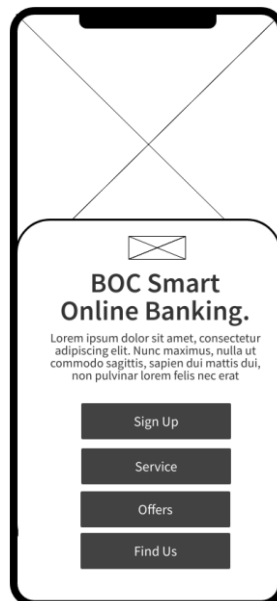 BOC Smart
Online Banking.
Lorem ipsum dolor sit amet, consectetur
adipiscing elit. Nunc maximus, nulla ut
commodo sagittis, sapien dui mattis dui,
non pulvinar lorem felis nec erat
Sign Up
Service
Offers
Find Us